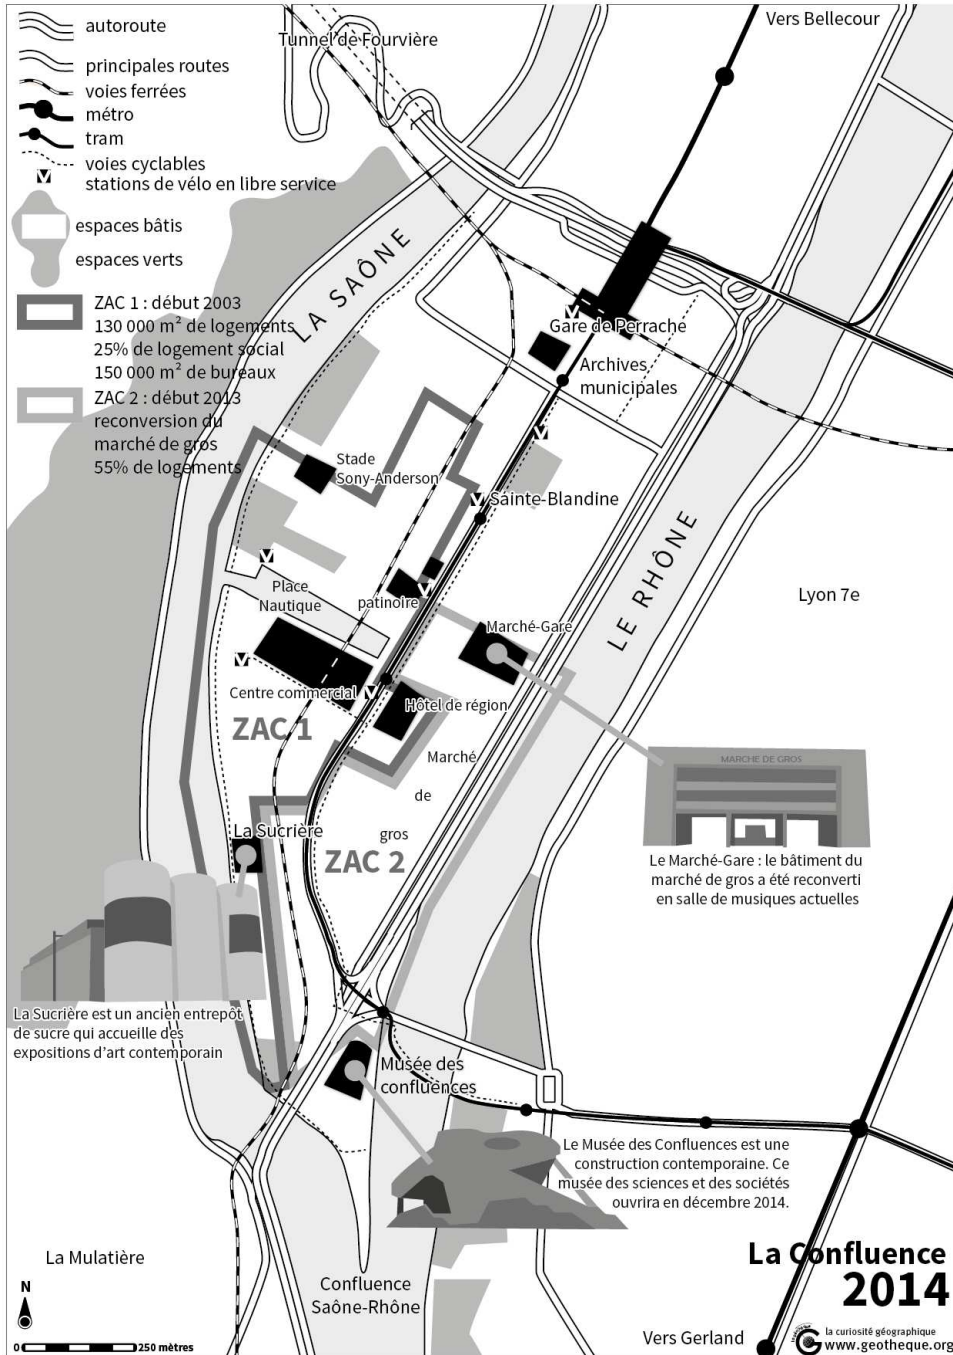 autoroute
principales routes
voies ferrées
métro
tram
voies cyclables
stations de vélo en libre service
espaces bâtis
espaces verts
ZAC 1 : début 2003
130 000 m² de logements
25% de logement social
150 000 m² de bureaux
ZAC 2 : début 2013
reconversion du
marché de gros
55% de logements
Vers Bellecour
Tunnel de Fourvière
LA SAÔNE
Gare de Perrache
Archives
municipales
Stade
Sony-Anderson
Sainte-Blandine
LE RHÔNE
Lyon 7e
Place
Nautique
patinoire
Marché-Gare
Centre commercial
Hôtel de région
ZAC 1
Marché
de
gros
ZAC 2
La Sucrière
MARCHE DE GROS
Le Marché-Gare : le bâtiment du
marché de gros a été reconverti
en salle de musiques actuelles
La Sucrière est un ancien entrepôt
de sucre qui accueille des
expositions d'art contemporain
Musée des
confluences
Le Musée des Confluences est une
construction contemporaine. Ce
musée des sciences et des sociétés
ouvrira en décembre 2014.
La Mulatière
Confluence
Saône-Rhône
Vers Gerland
La Confluence
2014
N
0
250 mètres
la curiosité géographique
www.geotheque.org